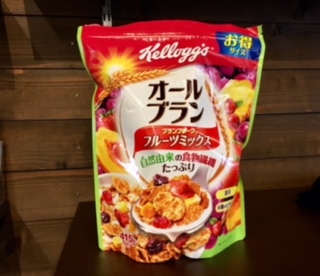 Kellogg's
お得
サイズ!
オール
ブラン
ブランフレーク
フルーツミックス
自然由来の食物繊維
たっぷり
415g